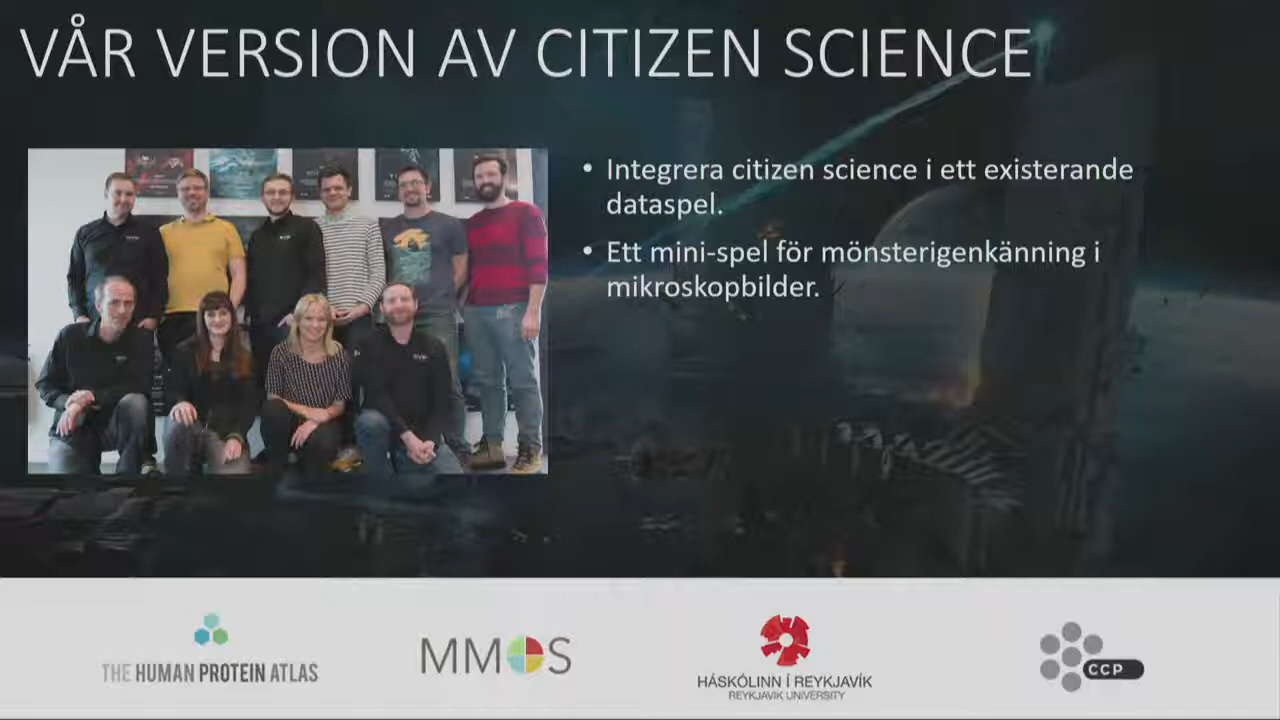 VÅR VERSION AV CITIZEN SCIENCE
• Integrera citizen science i ett existerande
dataspel.
• Ett mini-spel för mönsterigenkänning i
mikroskopbilder.
THE HUMAN PROTEIN ATLAS
MMOS
HÁSKÓLINN Í REYKJAVÍK
REYKJAVIK UNIVERSITY
CCP